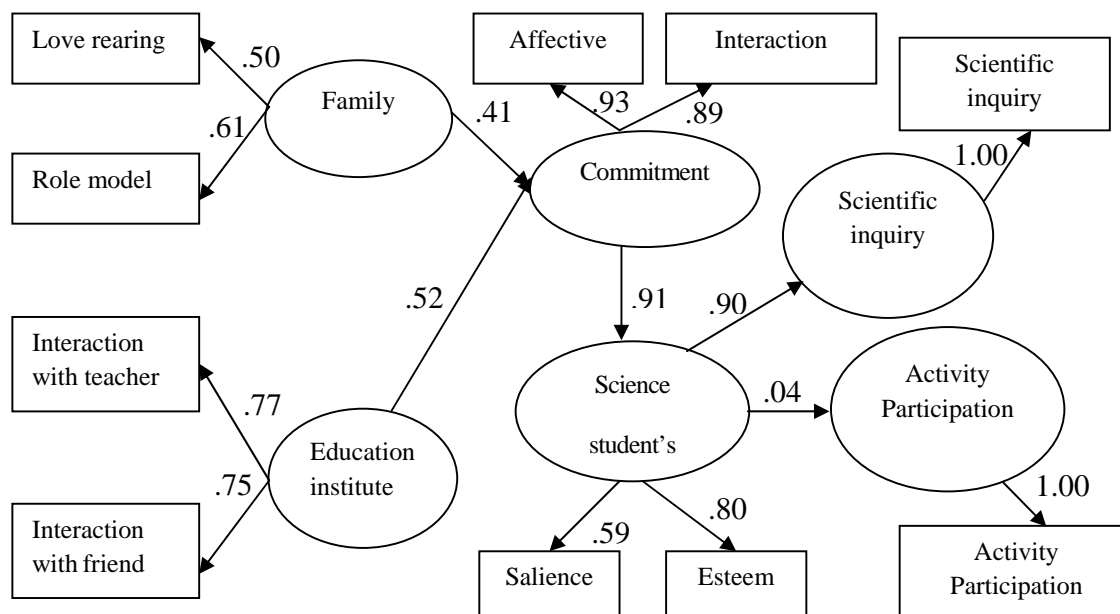 Love rearing
.50
Family
.61
Role model
Affective
Interaction
.93
.89
.41
Commitment
Scientific
inquiry
1.00
Scientific
inquiry
.52
.91
.90
Interaction
with teacher
.77
Education
institute
.75
Interaction
with friend
Science
student’s
.04
Activity
Participation
1.00
.59
.80
Salience
Esteem
Activity
Participation